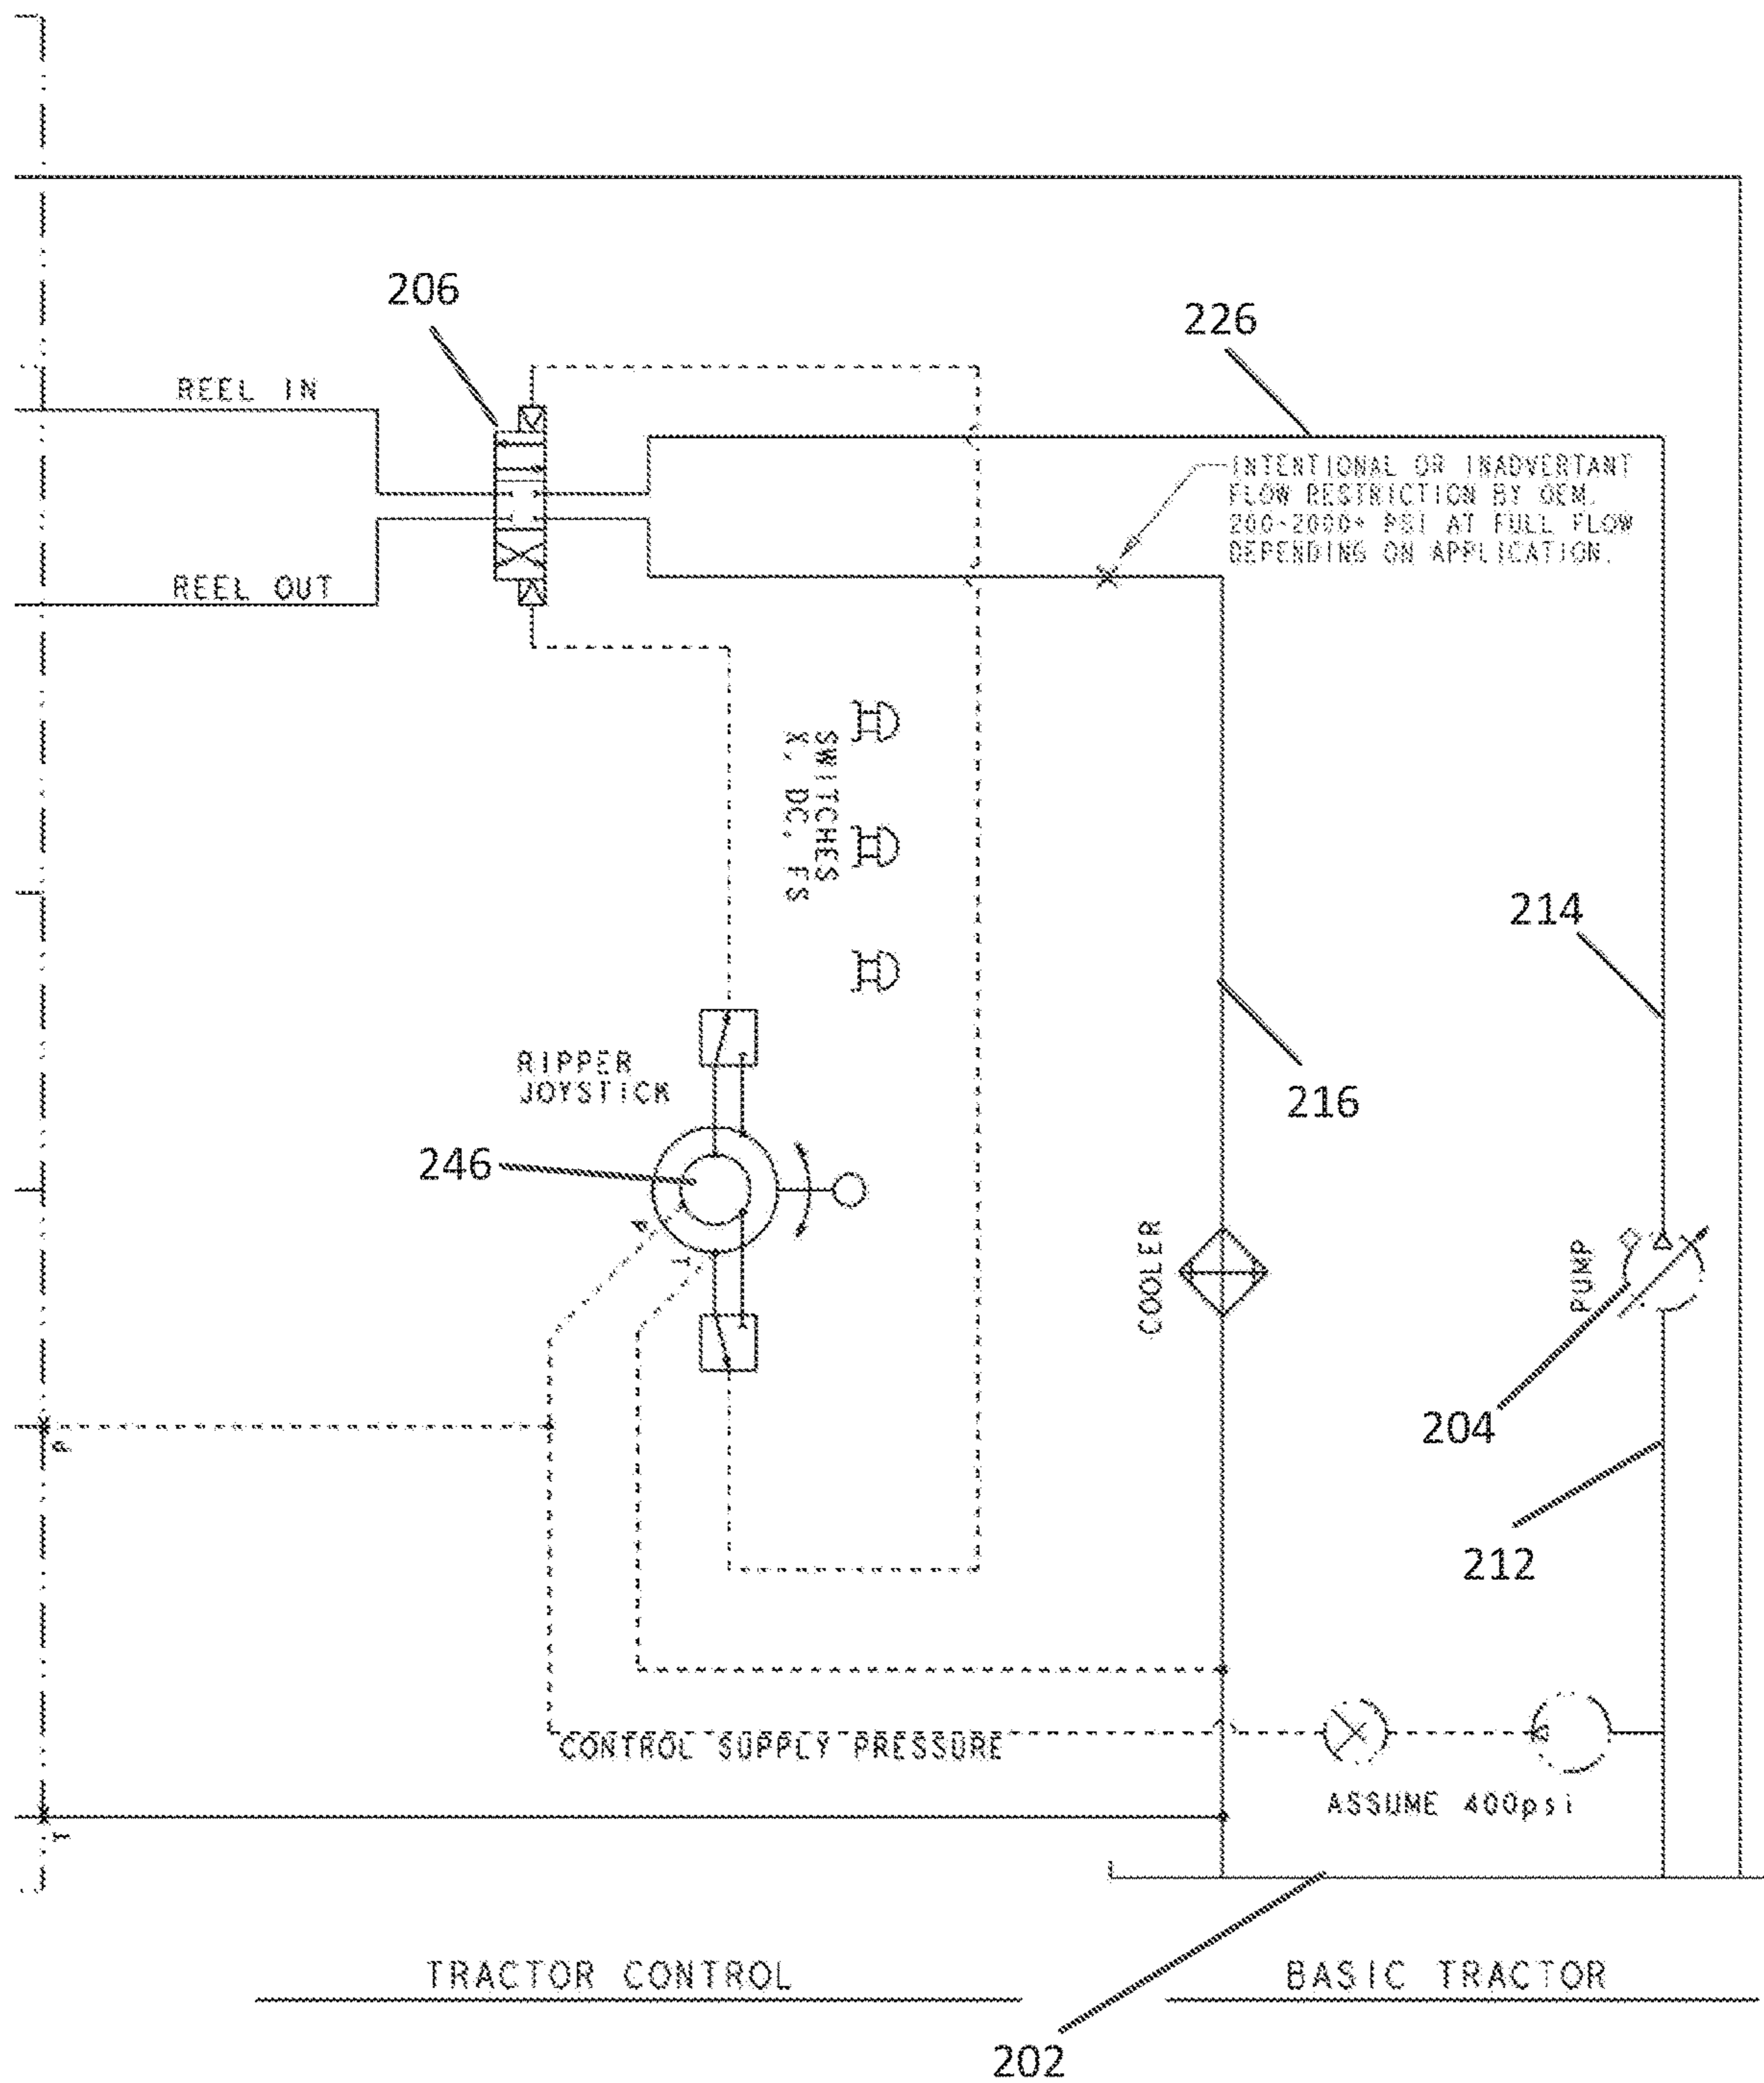 206
226
REEL IN
INTENTIONAL OR INADVERTANT
FLOW RESTRICTION BY OEM.
200-2000+ PSI AT FULL FLOW
DEPENDING ON APPLICATION.
REEL OUT
SWITCHES
X, DC, FS
214
216
RIPPER
JOYSTICK
246
COOLER
PUMP
204
P
212
CONTROL SUPPLY PRESSURE
ASSUME 400psi
T
TRACTOR CONTROL
BASIC TRACTOR
202